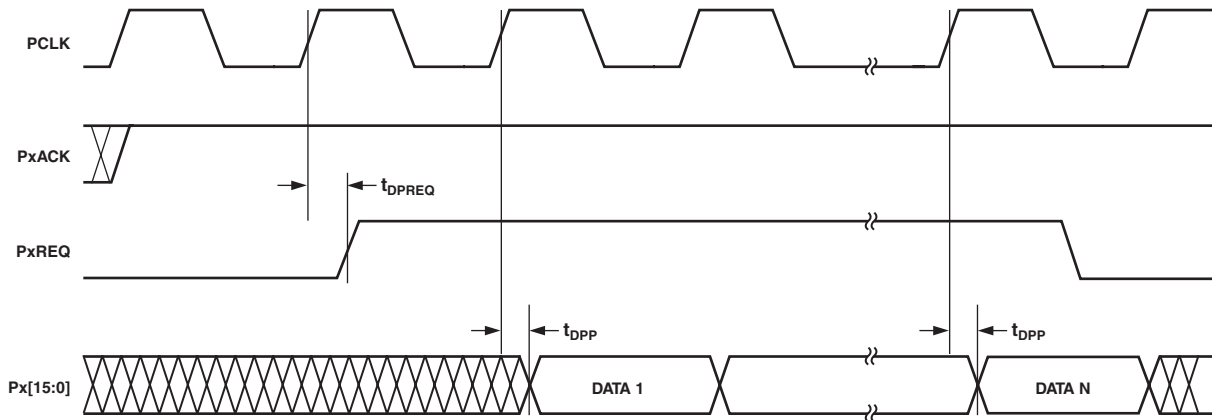 PCLK
PxACK
tDPREQ
PxREQ
tDPP
tDPP
Px[15:0]
DATA 1
DATA N